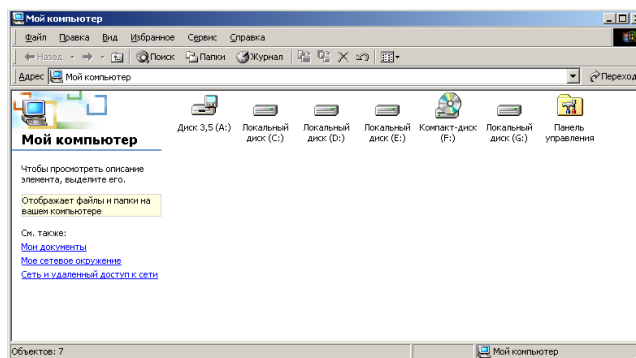 Мой компьютер
Файл Правка Вид Избранное Сервис Справка
Назад Поиск Папки Журнал
Адрес Мой компьютер Переход
Диск 3,5 (A:) Локальный диск (C:) Локальный диск (D:) Локальный диск (E:) Компакт-диск (F:) Локальный диск (G:) Панель управления
Мой компьютер
Чтобы просмотреть описание
элемента, выделите его.
Отображает файлы и папки на
вашем компьютере
См. также:
Мои документы
Мое сетевое окружение
Сеть и удаленный доступ к сети
Объектов: 7 Мой компьютер